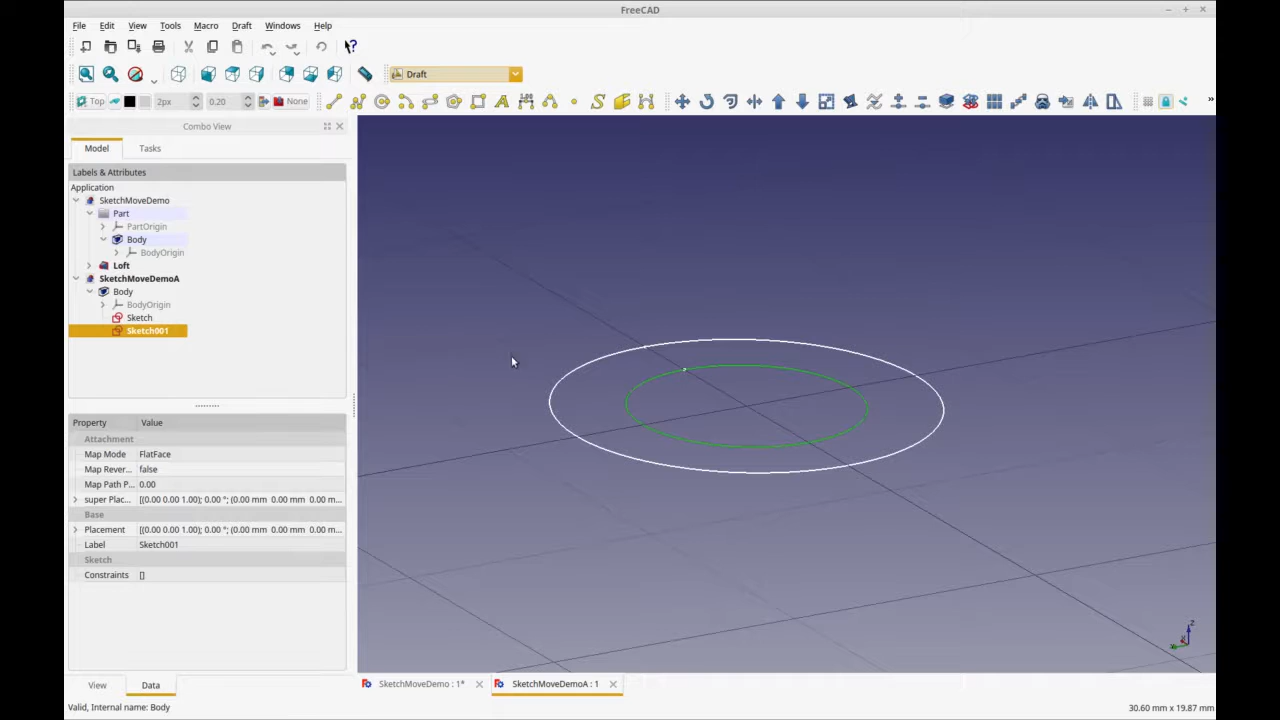 FreeCAD
File Edit View Tools Macro Draft Windows Help
Draft
Top 2px 0.20 None
»
Combo View
Model Tasks
Labels & Attributes
Application
SketchMoveDemo
Part
PartOrigin
Body
BodyOrigin
Loft
SketchMoveDemoA
Body
BodyOrigin
Sketch
Sketch001
Property Value
Attachment
Map Mode FlatFace
Map Rever... false
Map Path P... 0.00
super Plac... [(0.00 0.00 1.00); 0.00 °; (0.00 mm 0.00 mm 0.00 m...
Base
Placement [(0.00 0.00 1.00); 0.00 °; (0.00 mm 0.00 mm 0.00 m...
Label Sketch001
Sketch
Constraints []
View Data
SketchMoveDemo : 1* SketchMoveDemoA : 1
Valid, Internal name: Body
30.60 mm x 19.87 mm